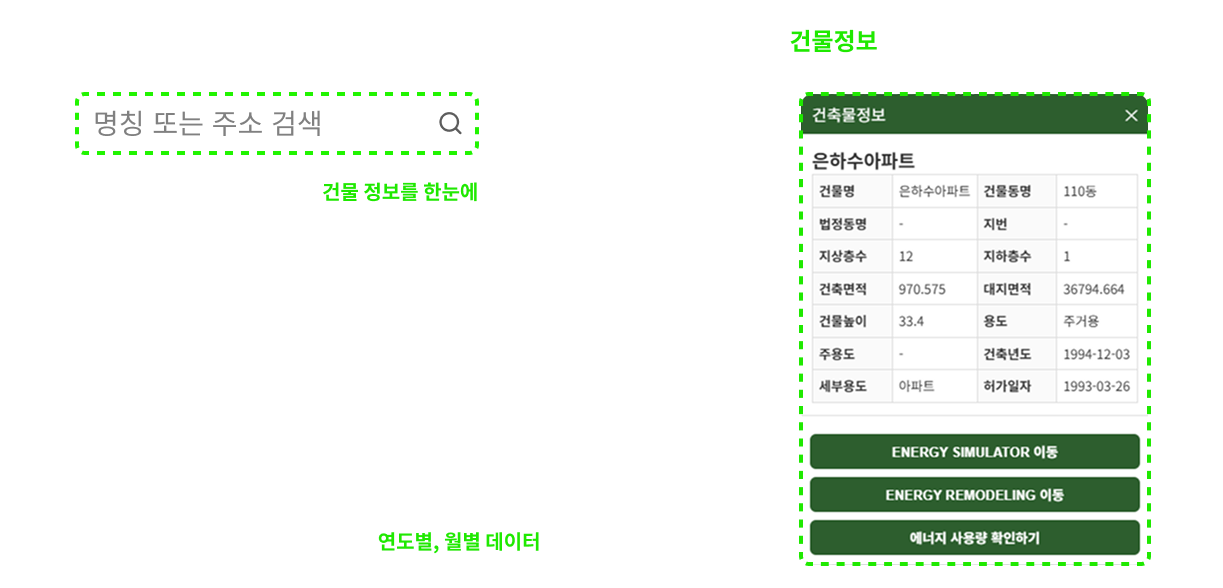 건물정보
명칭 또는 주소 검색
건물 정보를 한눈에
건축물정보
은하수아파트
건물명 은하수아파트 건물동명 110동
법정동명 - 지번 -
지상층수 12 지하층수 1
건축면적 970.575 대지면적 36794.664
건물높이 33.4 용도 주거용
주용도 - 건축년도 1994-12-03
세부용도 아파트 허가일자 1993-03-26
ENERGY SIMULATOR 이동
ENERGY REMODELING 이동
에너지 사용량 확인하기
연도별, 월별 데이터